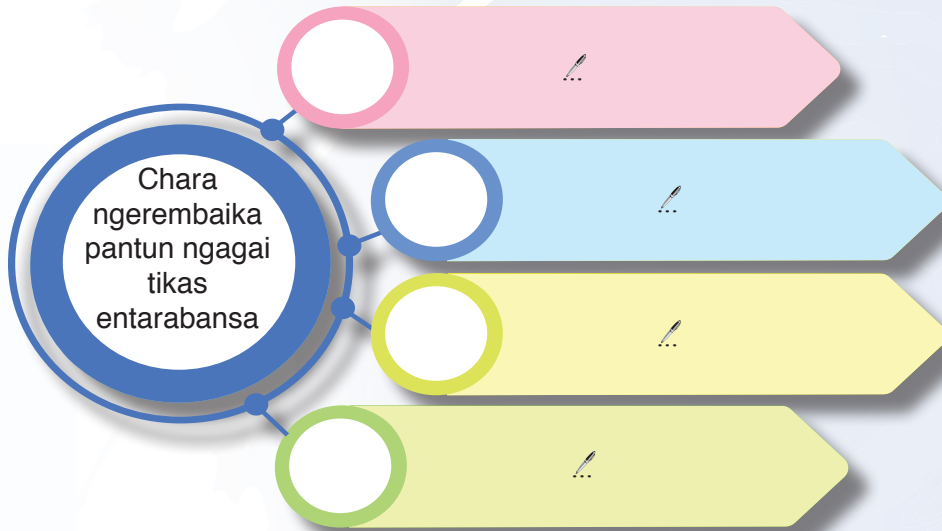 Chara
ngerembaika
pantun ngagai
tikas
entarabansa
...
...
...
...